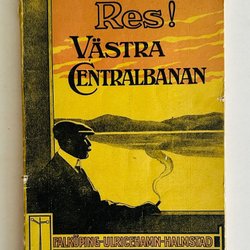 Res!
VÄSTRA
CENTRALBANAN
FALKÖPING-ULRICEHAMN-HALMSTAD